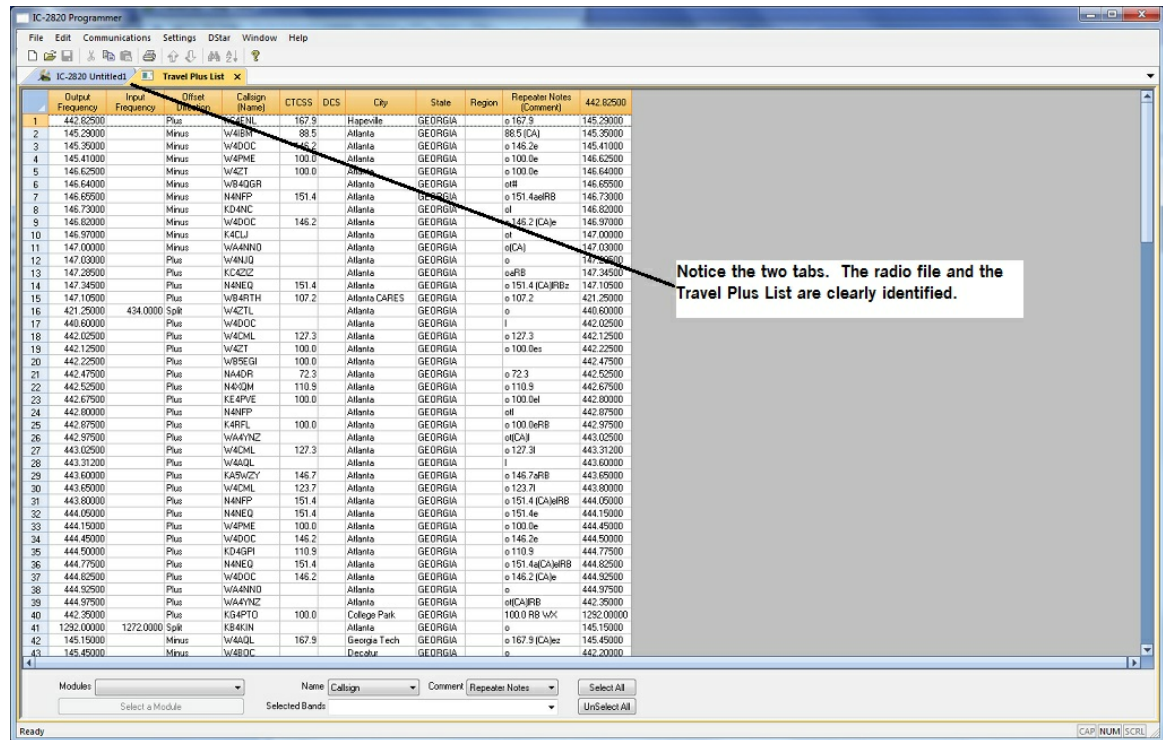 IC-2820 Programmer
File Edit Communications Settings DStar Window Help
IC-2820 Untitled1 Travel Plus List X
Output Frequency Input Frequency Offset Direction Callsign (Name) CTCSS DCS City State Region Repeater Notes (Comment) 442.82500
1 442.82500 Plus Hapeville GEORGIA o 167.9 145.29000
2 145.29000 Minus W4IBM 88.5 Atlanta GEORGIA 88.5 (CA) 145.35000
3 145.35000 Minus W4DOC 146.2 Atlanta GEORGIA o 146.2e 145.41000
4 145.41000 Minus W4PME 100.0 Atlanta GEORGIA o 100.0e 146.62500
5 146.62500 Minus W4ZT 100.0 Atlanta GEORGIA o 100.0e 146.64000
6 146.64000 Minus WB4QGR Atlanta GEORGIA ot# 146.65500
7 146.65500 Minus N4NFP 151.4 Atlanta GEORGIA o 151.4aelRB 146.73000
8 146.73000 Minus KD4NC Atlanta GEORGIA ol 146.82000
9 146.82000 Minus W4DOC 146.2 Atlanta GEORGIA o 146.2 (CA)e 146.97000
10 146.97000 Minus K4CLJ Atlanta GEORGIA ot 147.00000
11 147.00000 Minus WA4NNO Atlanta GEORGIA o(CA) 147.03000
12 147.03000 Plus W4NJQ Atlanta GEORGIA o 147.28500
13 147.28500 Plus KC4ZIZ Atlanta GEORGIA oaRB 147.34500
14 147.34500 Plus N4NEQ 151.4 Atlanta GEORGIA o 151.4 (CA)lRBz 147.10500
15 147.10500 Plus WB4RTH 107.2 Atlanta CARES GEORGIA o 107.2 421.25000
16 421.25000 434.0000 Split W4ZTL Atlanta GEORGIA o 440.60000
17 440.60000 Plus W4DOC Atlanta GEORGIA l 442.02500
18 442.02500 Plus W4CML 127.3 Atlanta GEORGIA o 127.3 442.12500
19 442.12500 Plus W4ZT 100.0 Atlanta GEORGIA o 100.0es 442.22500
20 442.22500 Plus WB5EGI 100.0 Atlanta GEORGIA 442.47500
21 442.47500 Plus NA4DR 72.3 Atlanta GEORGIA o 72.3 442.52500
22 442.52500 Plus N4XQM 110.9 Atlanta GEORGIA o 110.9 442.67500
23 442.67500 Plus KE4PVE 100.0 Atlanta GEORGIA o 100.0el 442.80000
24 442.80000 Plus N4NFP Atlanta GEORGIA otl 442.87500
25 442.87500 Plus K4RFL 100.0 Atlanta GEORGIA o 100.0eRB 442.97500
26 442.97500 Plus WA4YNZ Atlanta GEORGIA ot(CA)l 443.02500
27 443.02500 Plus W4CML 127.3 Atlanta GEORGIA o 127.3l 443.31200
28 443.31200 Plus W4AQL Atlanta GEORGIA l 443.60000
29 443.60000 Plus KA5WZY 146.7 Atlanta GEORGIA o 146.7aRB 443.65000
30 443.65000 Plus W4CML 123.7 Atlanta GEORGIA o 123.7l 443.80000
31 443.80000 Plus N4NFP 151.4 Atlanta GEORGIA o 151.4 (CA)elRB 444.05000
32 444.05000 Plus N4NEQ 151.4 Atlanta GEORGIA o 151.4e 444.15000
33 444.15000 Plus W4PME 100.0 Atlanta GEORGIA o 100.0e 444.45000
34 444.45000 Plus W4DOC 146.2 Atlanta GEORGIA o 146.2e 444.50000
35 444.50000 Plus KD4GPI 110.9 Atlanta GEORGIA o 110.9 444.77500
36 444.77500 Plus N4NEQ 151.4 Atlanta GEORGIA o 151.4a(CA)elRB 444.82500
37 444.82500 Plus W4DOC 146.2 Atlanta GEORGIA o 146.2 (CA)e 444.92500
38 444.92500 Plus WA4NNO Atlanta GEORGIA o 444.97500
39 444.97500 Plus WA4YNZ Atlanta GEORGIA ot(CA)lRB 442.35000
40 442.35000 Plus KG4PTO 100.0 College Park GEORGIA 100.0 RB WX 1292.00000
41 1292.00000 1272.0000 Split KB4KIN Atlanta GEORGIA o 145.15000
42 145.15000 Minus W4AQL 167.9 Georgia Tech GEORGIA o 167.9 (CA)ez 145.45000
43 145.45000 Minus W4BOC Decatur GEORGIA o 442.20000
Notice the two tabs. The radio file and the
Travel Plus List are clearly identified.
Modules Name Callsign Comment Repeater Notes Select All
Select a Module Selected Bands UnSelect All
Ready CAP NUM SCRL